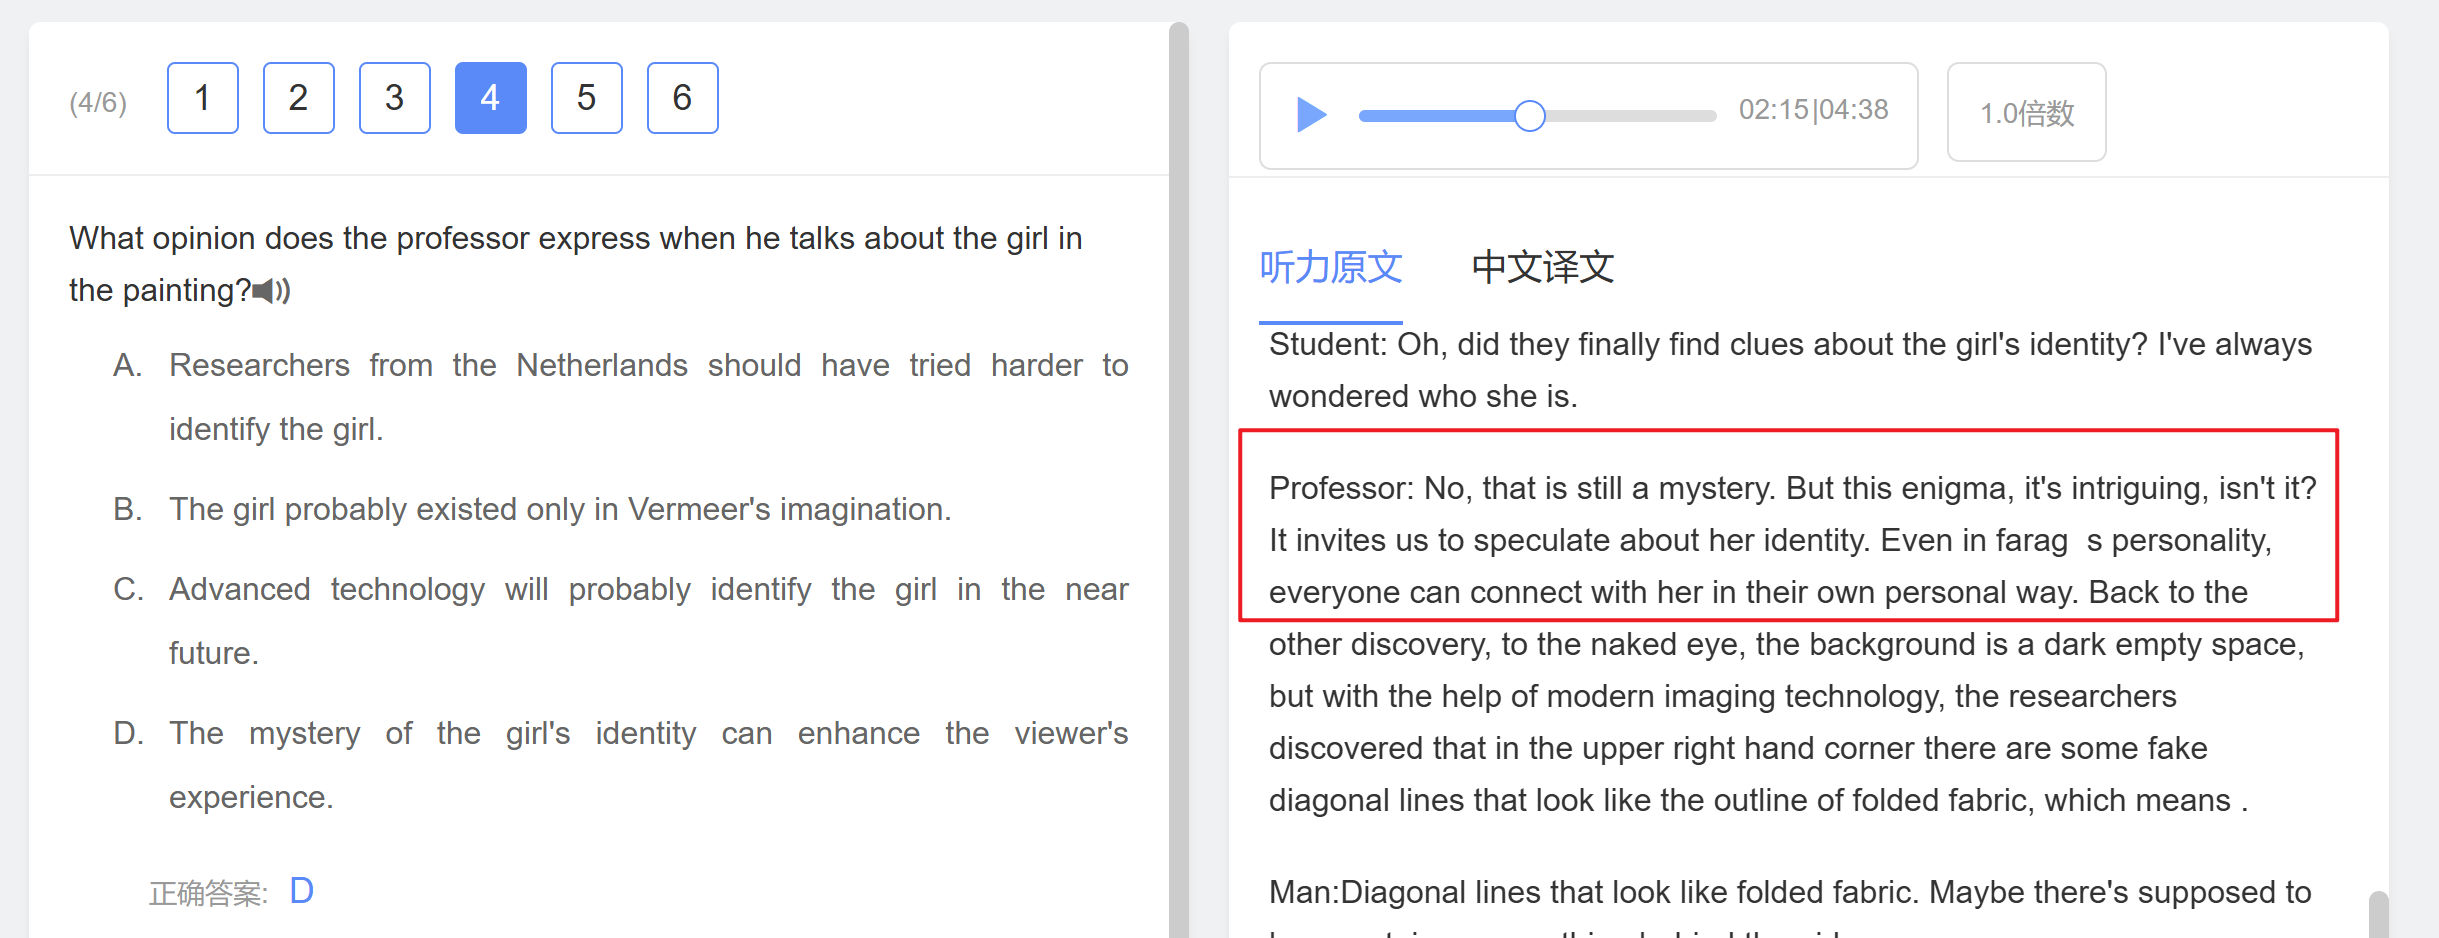 (4/6) 1 2 3 4 5 6
What opinion does the professor express when he talks about the girl in
the painting?
A. Researchers from the Netherlands should have tried harder to
identify the girl.
B. The girl probably existed only in Vermeer's imagination.
C. Advanced technology will probably identify the girl in the near
future.
D. The mystery of the girl's identity can enhance the viewer's
experience.
正确答案: D
02:15|04:38 1.0倍数
听力原文 中文译文
Student: Oh, did they finally find clues about the girl's identity? I've always
wondered who she is.
Professor: No, that is still a mystery. But this enigma, it's intriguing, isn't it?
It invites us to speculate about her identity. Even in farag s personality,
everyone can connect with her in their own personal way. Back to the
other discovery, to the naked eye, the background is a dark empty space,
but with the help of modern imaging technology, the researchers
discovered that in the upper right hand corner there are some fake
diagonal lines that look like the outline of folded fabric, which means .
Man:Diagonal lines that look like folded fabric. Maybe there's supposed to